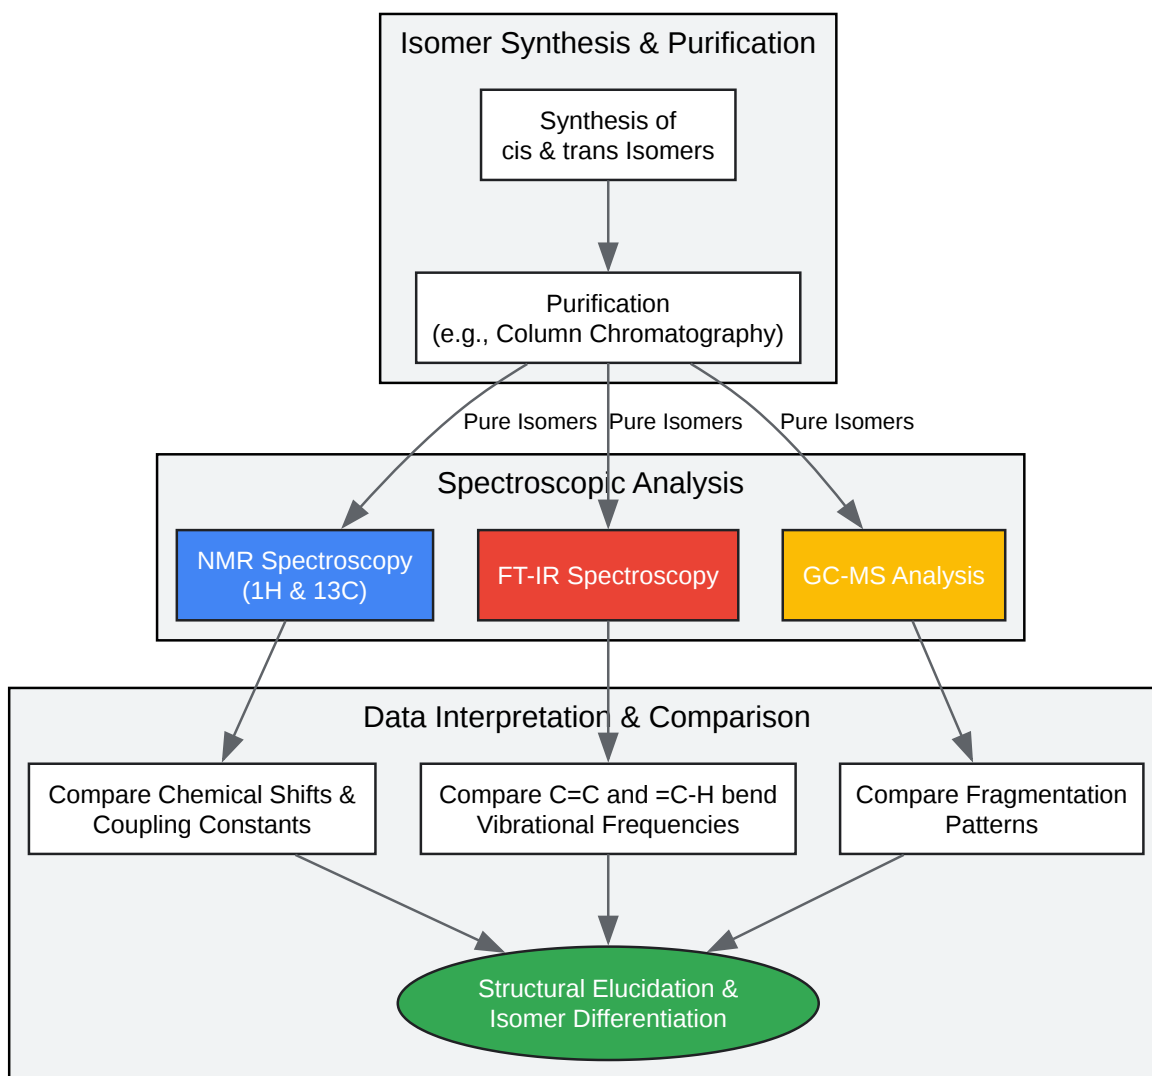 Isomer Synthesis & Purification
Synthesis of
cis & trans Isomers
Purification
(e.g., Column Chromatography)
Pure Isomers
Pure Isomers
Pure Isomers
Spectroscopic Analysis
NMR Spectroscopy
(1H & 13C)
FT-IR Spectroscopy
GC-MS Analysis
Data Interpretation & Comparison
Compare Chemical Shifts &
Coupling Constants
Compare C=C and =C-H bend
Vibrational Frequencies
Compare Fragmentation
Patterns
Structural Elucidation &
Isomer Differentiation